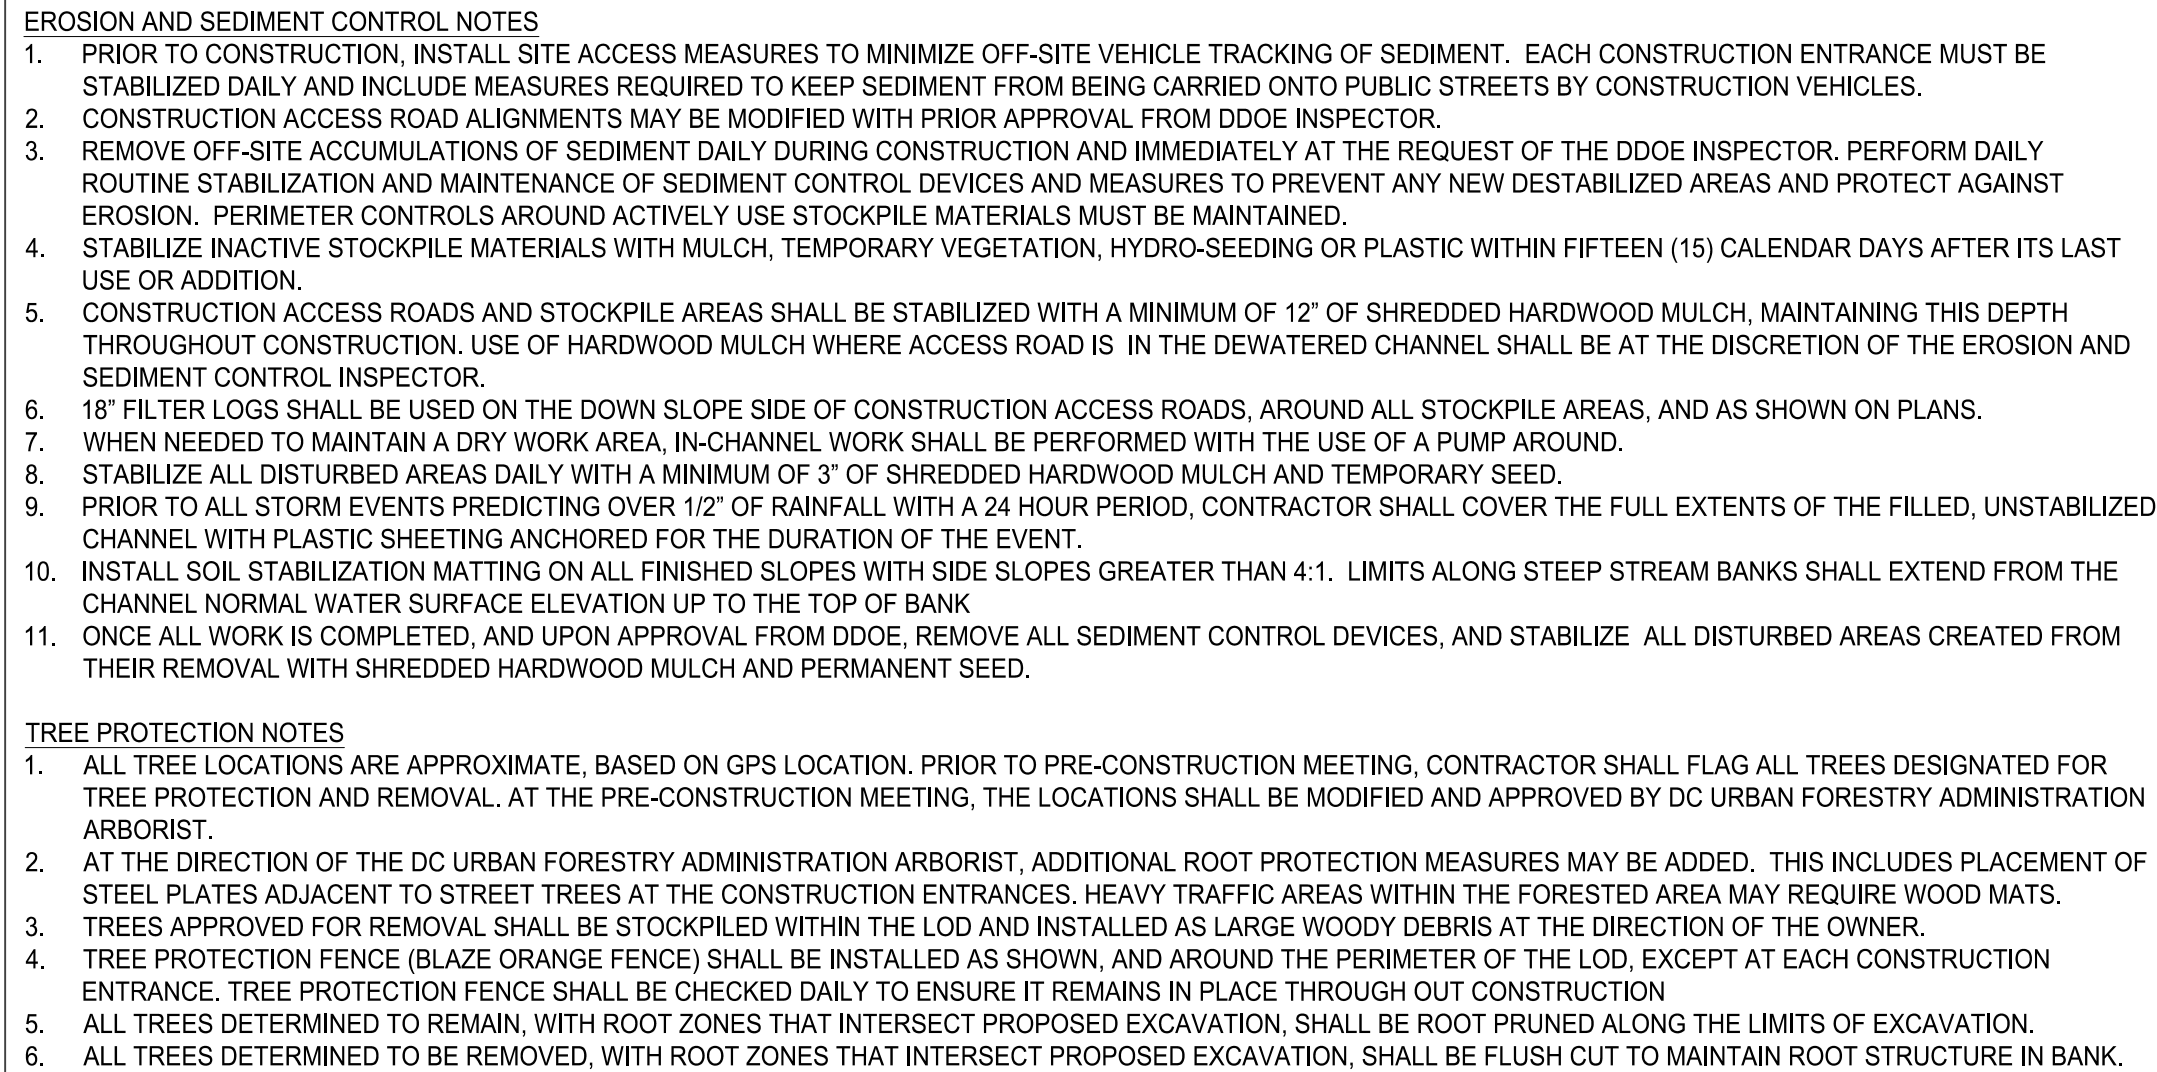 EROSION AND SEDIMENT CONTROL NOTES
1. PRIOR TO CONSTRUCTION, INSTALL SITE ACCESS MEASURES TO MINIMIZE OFF-SITE VEHICLE TRACKING OF SEDIMENT. EACH CONSTRUCTION ENTRANCE MUST BE
STABILIZED DAILY AND INCLUDE MEASURES REQUIRED TO KEEP SEDIMENT FROM BEING CARRIED ONTO PUBLIC STREETS BY CONSTRUCTION VEHICLES.
2. CONSTRUCTION ACCESS ROAD ALIGNMENTS MAY BE MODIFIED WITH PRIOR APPROVAL FROM DDOE INSPECTOR.
3. REMOVE OFF-SITE ACCUMULATIONS OF SEDIMENT DAILY DURING CONSTRUCTION AND IMMEDIATELY AT THE REQUEST OF THE DDOE INSPECTOR. PERFORM DAILY
ROUTINE STABILIZATION AND MAINTENANCE OF SEDIMENT CONTROL DEVICES AND MEASURES TO PREVENT ANY NEW DESTABILIZED AREAS AND PROTECT AGAINST
EROSION. PERIMETER CONTROLS AROUND ACTIVELY USE STOCKPILE MATERIALS MUST BE MAINTAINED.
4. STABILIZE INACTIVE STOCKPILE MATERIALS WITH MULCH, TEMPORARY VEGETATION, HYDRO-SEEDING OR PLASTIC WITHIN FIFTEEN (15) CALENDAR DAYS AFTER ITS LAST
USE OR ADDITION.
5. CONSTRUCTION ACCESS ROADS AND STOCKPILE AREAS SHALL BE STABILIZED WITH A MINIMUM OF 12” OF SHREDDED HARDWOOD MULCH, MAINTAINING THIS DEPTH
THROUGHOUT CONSTRUCTION. USE OF HARDWOOD MULCH WHERE ACCESS ROAD IS IN THE DEWATERED CHANNEL SHALL BE AT THE DISCRETION OF THE EROSION AND
SEDIMENT CONTROL INSPECTOR.
6. 18” FILTER LOGS SHALL BE USED ON THE DOWN SLOPE SIDE OF CONSTRUCTION ACCESS ROADS, AROUND ALL STOCKPILE AREAS, AND AS SHOWN ON PLANS.
7. WHEN NEEDED TO MAINTAIN A DRY WORK AREA, IN-CHANNEL WORK SHALL BE PERFORMED WITH THE USE OF A PUMP AROUND.
8. STABILIZE ALL DISTURBED AREAS DAILY WITH A MINIMUM OF 3” OF SHREDDED HARDWOOD MULCH AND TEMPORARY SEED.
9. PRIOR TO ALL STORM EVENTS PREDICTING OVER 1/2” OF RAINFALL WITH A 24 HOUR PERIOD, CONTRACTOR SHALL COVER THE FULL EXTENTS OF THE FILLED, UNSTABILIZED
CHANNEL WITH PLASTIC SHEETING ANCHORED FOR THE DURATION OF THE EVENT.
10. INSTALL SOIL STABILIZATION MATTING ON ALL FINISHED SLOPES WITH SIDE SLOPES GREATER THAN 4:1. LIMITS ALONG STEEP STREAM BANKS SHALL EXTEND FROM THE
CHANNEL NORMAL WATER SURFACE ELEVATION UP TO THE TOP OF BANK
11. ONCE ALL WORK IS COMPLETED, AND UPON APPROVAL FROM DDOE, REMOVE ALL SEDIMENT CONTROL DEVICES, AND STABILIZE ALL DISTURBED AREAS CREATED FROM
THEIR REMOVAL WITH SHREDDED HARDWOOD MULCH AND PERMANENT SEED.
TREE PROTECTION NOTES
1. ALL TREE LOCATIONS ARE APPROXIMATE, BASED ON GPS LOCATION. PRIOR TO PRE-CONSTRUCTION MEETING, CONTRACTOR SHALL FLAG ALL TREES DESIGNATED FOR
TREE PROTECTION AND REMOVAL. AT THE PRE-CONSTRUCTION MEETING, THE LOCATIONS SHALL BE MODIFIED AND APPROVED BY DC URBAN FORESTRY ADMINISTRATION
ARBORIST.
2. AT THE DIRECTION OF THE DC URBAN FORESTRY ADMINISTRATION ARBORIST, ADDITIONAL ROOT PROTECTION MEASURES MAY BE ADDED. THIS INCLUDES PLACEMENT OF
STEEL PLATES ADJACENT TO STREET TREES AT THE CONSTRUCTION ENTRANCES. HEAVY TRAFFIC AREAS WITHIN THE FORESTED AREA MAY REQUIRE WOOD MATS.
3. TREES APPROVED FOR REMOVAL SHALL BE STOCKPILED WITHIN THE LOD AND INSTALLED AS LARGE WOODY DEBRIS AT THE DIRECTION OF THE OWNER.
4. TREE PROTECTION FENCE (BLAZE ORANGE FENCE) SHALL BE INSTALLED AS SHOWN, AND AROUND THE PERIMETER OF THE LOD, EXCEPT AT EACH CONSTRUCTION
ENTRANCE. TREE PROTECTION FENCE SHALL BE CHECKED DAILY TO ENSURE IT REMAINS IN PLACE THROUGH OUT CONSTRUCTION
5. ALL TREES DETERMINED TO REMAIN, WITH ROOT ZONES THAT INTERSECT PROPOSED EXCAVATION, SHALL BE ROOT PRUNED ALONG THE LIMITS OF EXCAVATION.
6. ALL TREES DETERMINED TO BE REMOVED, WITH ROOT ZONES THAT INTERSECT PROPOSED EXCAVATION, SHALL BE FLUSH CUT TO MAINTAIN ROOT STRUCTURE IN BANK.